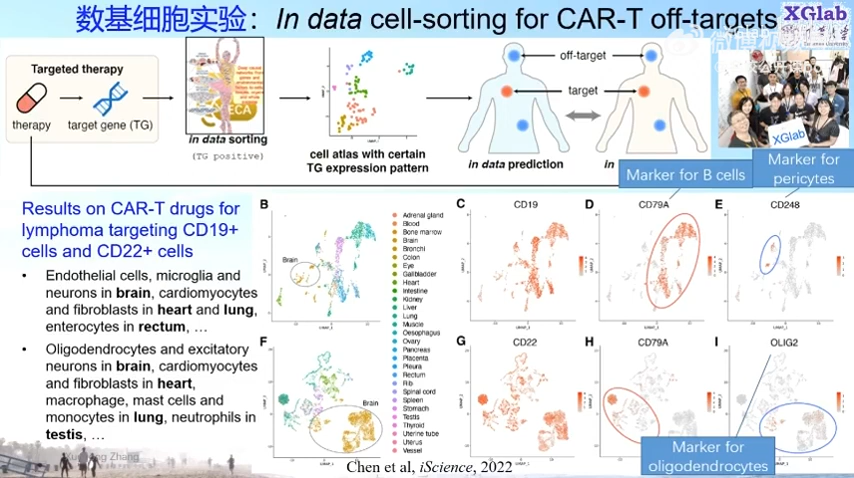 数基细胞实验：In data cell-sorting for CAR-T off-targets
XGlab
Targeted therapy
therapy
target gene (TG)
ECA
in data sorting
(TG positive)
cell atlas with certain
TG expression pattern
off-target
target
in data prediction
in
XGlab
Marker for B cells
Marker for
pericytes
Results on CAR-T drugs for
lymphoma targeting CD19+
cells and CD22+ cells
• Endothelial cells, microglia and
neurons in brain, cardiomyocytes
and fibroblasts in heart and lung,
enterocytes in rectum, …
• Oligodendrocytes and excitatory
neurons in brain, cardiomyocytes
and fibroblasts in heart,
macrophage, mast cells and
monocytes in lung, neutrophils in
testis, …
B
Brain
Adrenal gland
Blood
Bone marrow
Brain
Bronchi
Colon
Eye
Gallbladder
Heart
Intestine
Kidney
Liver
Lung
Muscle
Oesophagus
Ovary
Pancreas
Placenta
Pleura
Rectum
Rib
Spinal cord
Spleen
Stomach
Testis
Thyroid
Uterine tube
Uterus
Vessel
C
CD19
D
CD79A
E
CD248
F
Brain
G
CD22
H
CD79A
I
OLIG2
Marker for
oligodendrocytes
Chen et al, iScience, 2022